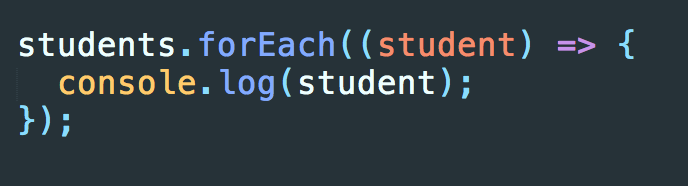 students.forEach((student) => {
  console.log(student);
});